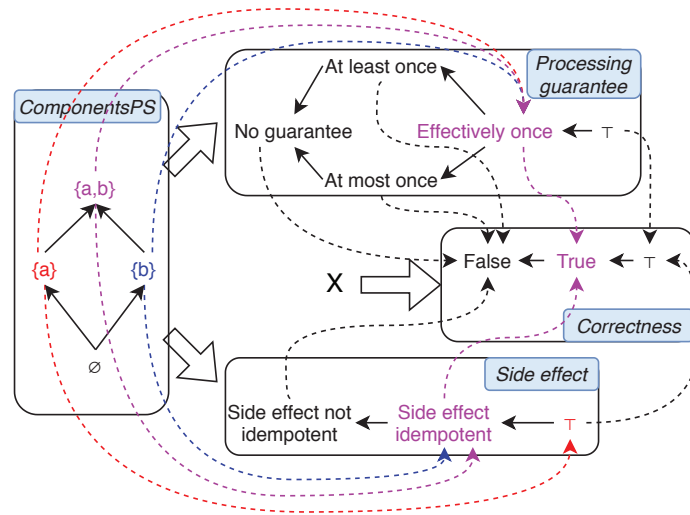 ComponentsPS
{a,b}
{a}
{b}
∅
Processing
guarantee
At least once
No guarantee
Effectively once
⊤
At most once
X
False
True
⊤
Correctness
Side effect
Side effect not
idempotent
Side effect
idempotent
⊤